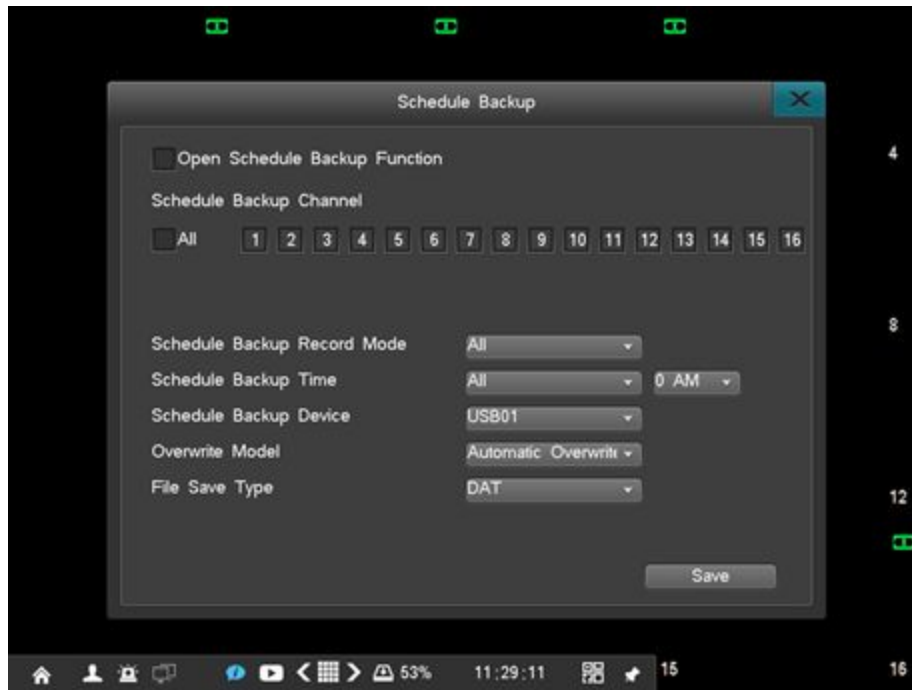 Schedule Backup
Open Schedule Backup Function
4
Schedule Backup Channel
All 1 2 3 4 5 6 7 8 9 10 11 12 13 14 15 16
8
Schedule Backup Record Mode All
Schedule Backup Time All 0 AM
Schedule Backup Device USB01
Overwrite Model Automatic Overwrite
File Save Type DAT
12
Save
53% 11:29:11 15 16